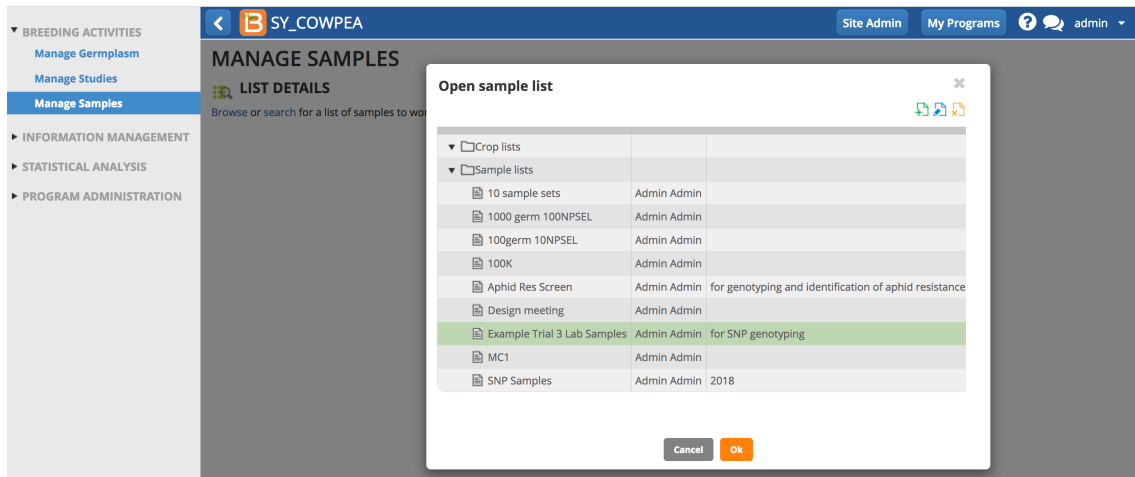 SY_COWPEA
Site Admin
My Programs
admin
BREEDING ACTIVITIES
Manage Germplasm
Manage Studies
Manage Samples
INFORMATION MANAGEMENT
STATISTICAL ANALYSIS
PROGRAM ADMINISTRATION
MANAGE SAMPLES
LIST DETAILS
Browse or search for a list of samples to wor
Open sample list
Crop lists
Sample lists
10 sample sets Admin Admin
1000 germ 100NPSEL Admin Admin
100germ 10NPSEL Admin Admin
100K Admin Admin
Aphid Res Screen Admin Admin for genotyping and identification of aphid resistance
Design meeting Admin Admin
Example Trial 3 Lab Samples Admin Admin for SNP genotyping
MC1 Admin Admin
SNP Samples Admin Admin 2018
Cancel
Ok